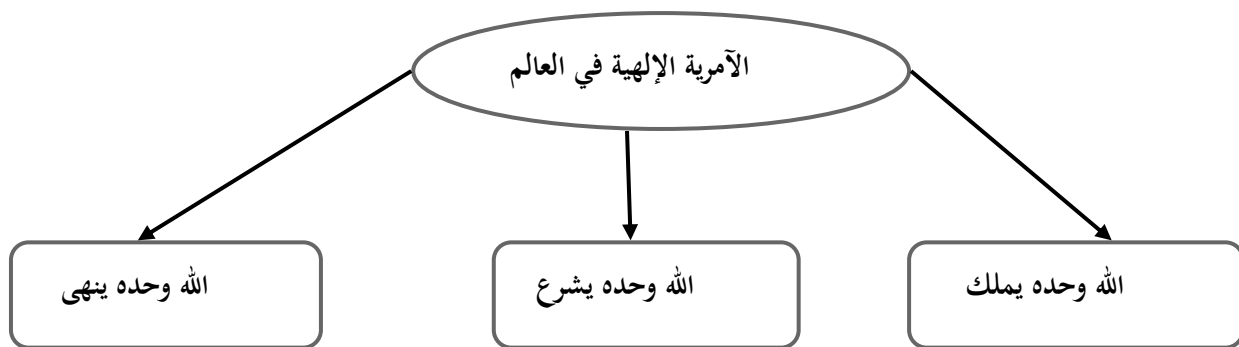 الآمرية الإلهية في العالم
الله وحده يملك
الله وحده يشرع
الله وحده ينهى